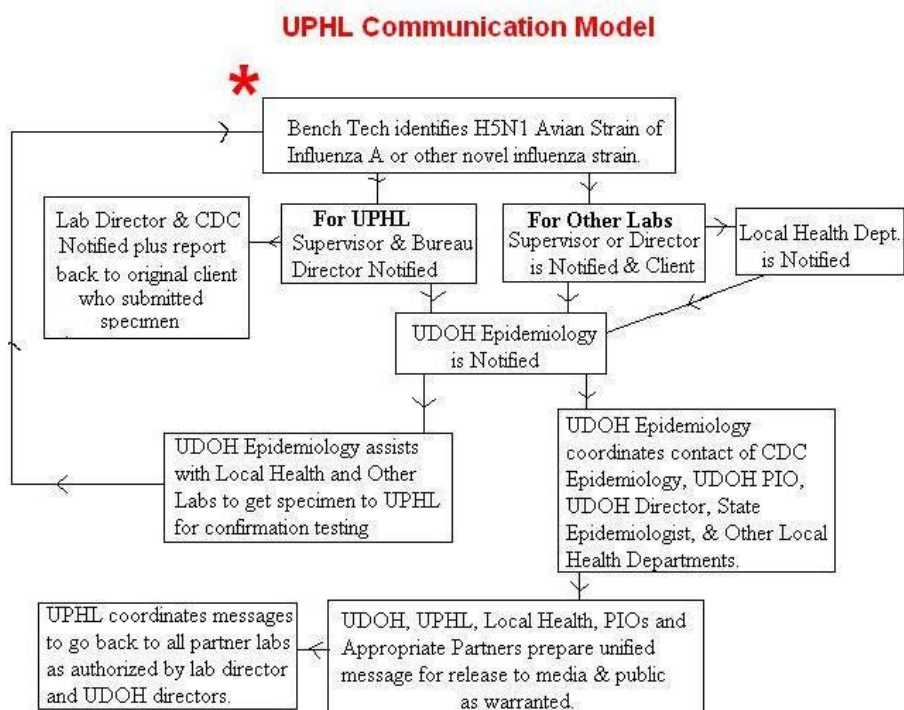 UPHL Communication Model
*
Bench Tech identifies H5N1 Avian Strain of
Influenza A or other novel influenza strain.
Lab Director & CDC
Notified plus report
back to original client
who submitted
specimen
For UPHL
Supervisor & Bureau
Director Notified
For Other Labs
Supervisor or Director
is Notified & Client
Local Health Dept.
is Notified
UDOH Epidemiology
is Notified
UDOH Epidemiology assists
with Local Health and Other
Labs to get specimen to UPHL
for confirmation testing
UDOH Epidemiology
coordinates contact of CDC
Epidemiology, UDOH PIO,
UDOH Director, State
Epidemiologist, & Other Local
Health Departments.
UPHL coordinates messages
to go back to all partner labs
as authorized by lab director
and UDOH directors.
UDOH, UPHL, Local Health, PIOs and
Appropriate Partners prepare unified
message for release to media & public
as warranted.